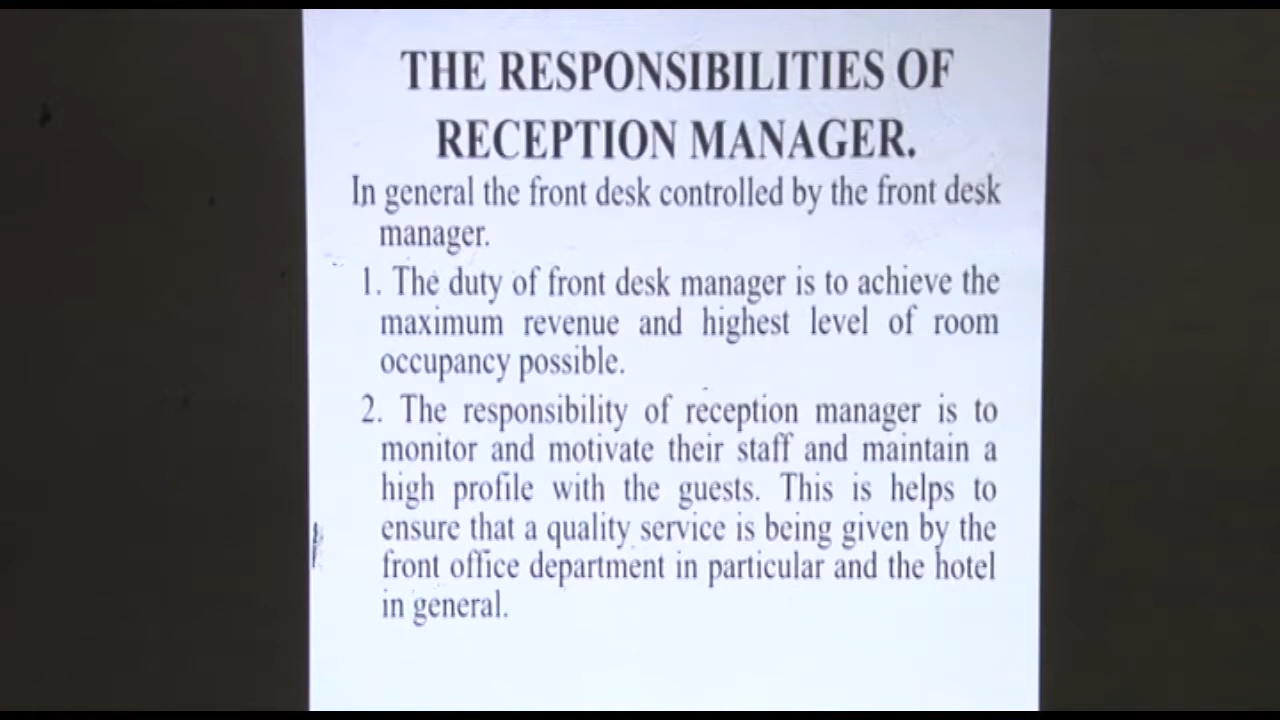 THE RESPONSIBILITIES OF
RECEPTION MANAGER.
In general the front desk controlled by the front desk
manager.
1. The duty of front desk manager is to achieve the
maximum revenue and highest level of room
occupancy possible.
2. The responsibility of reception manager is to
monitor and motivate their staff and maintain a
high profile with the guests. This is helps to
ensure that a quality service is being given by the
front office department in particular and the hotel
in general.